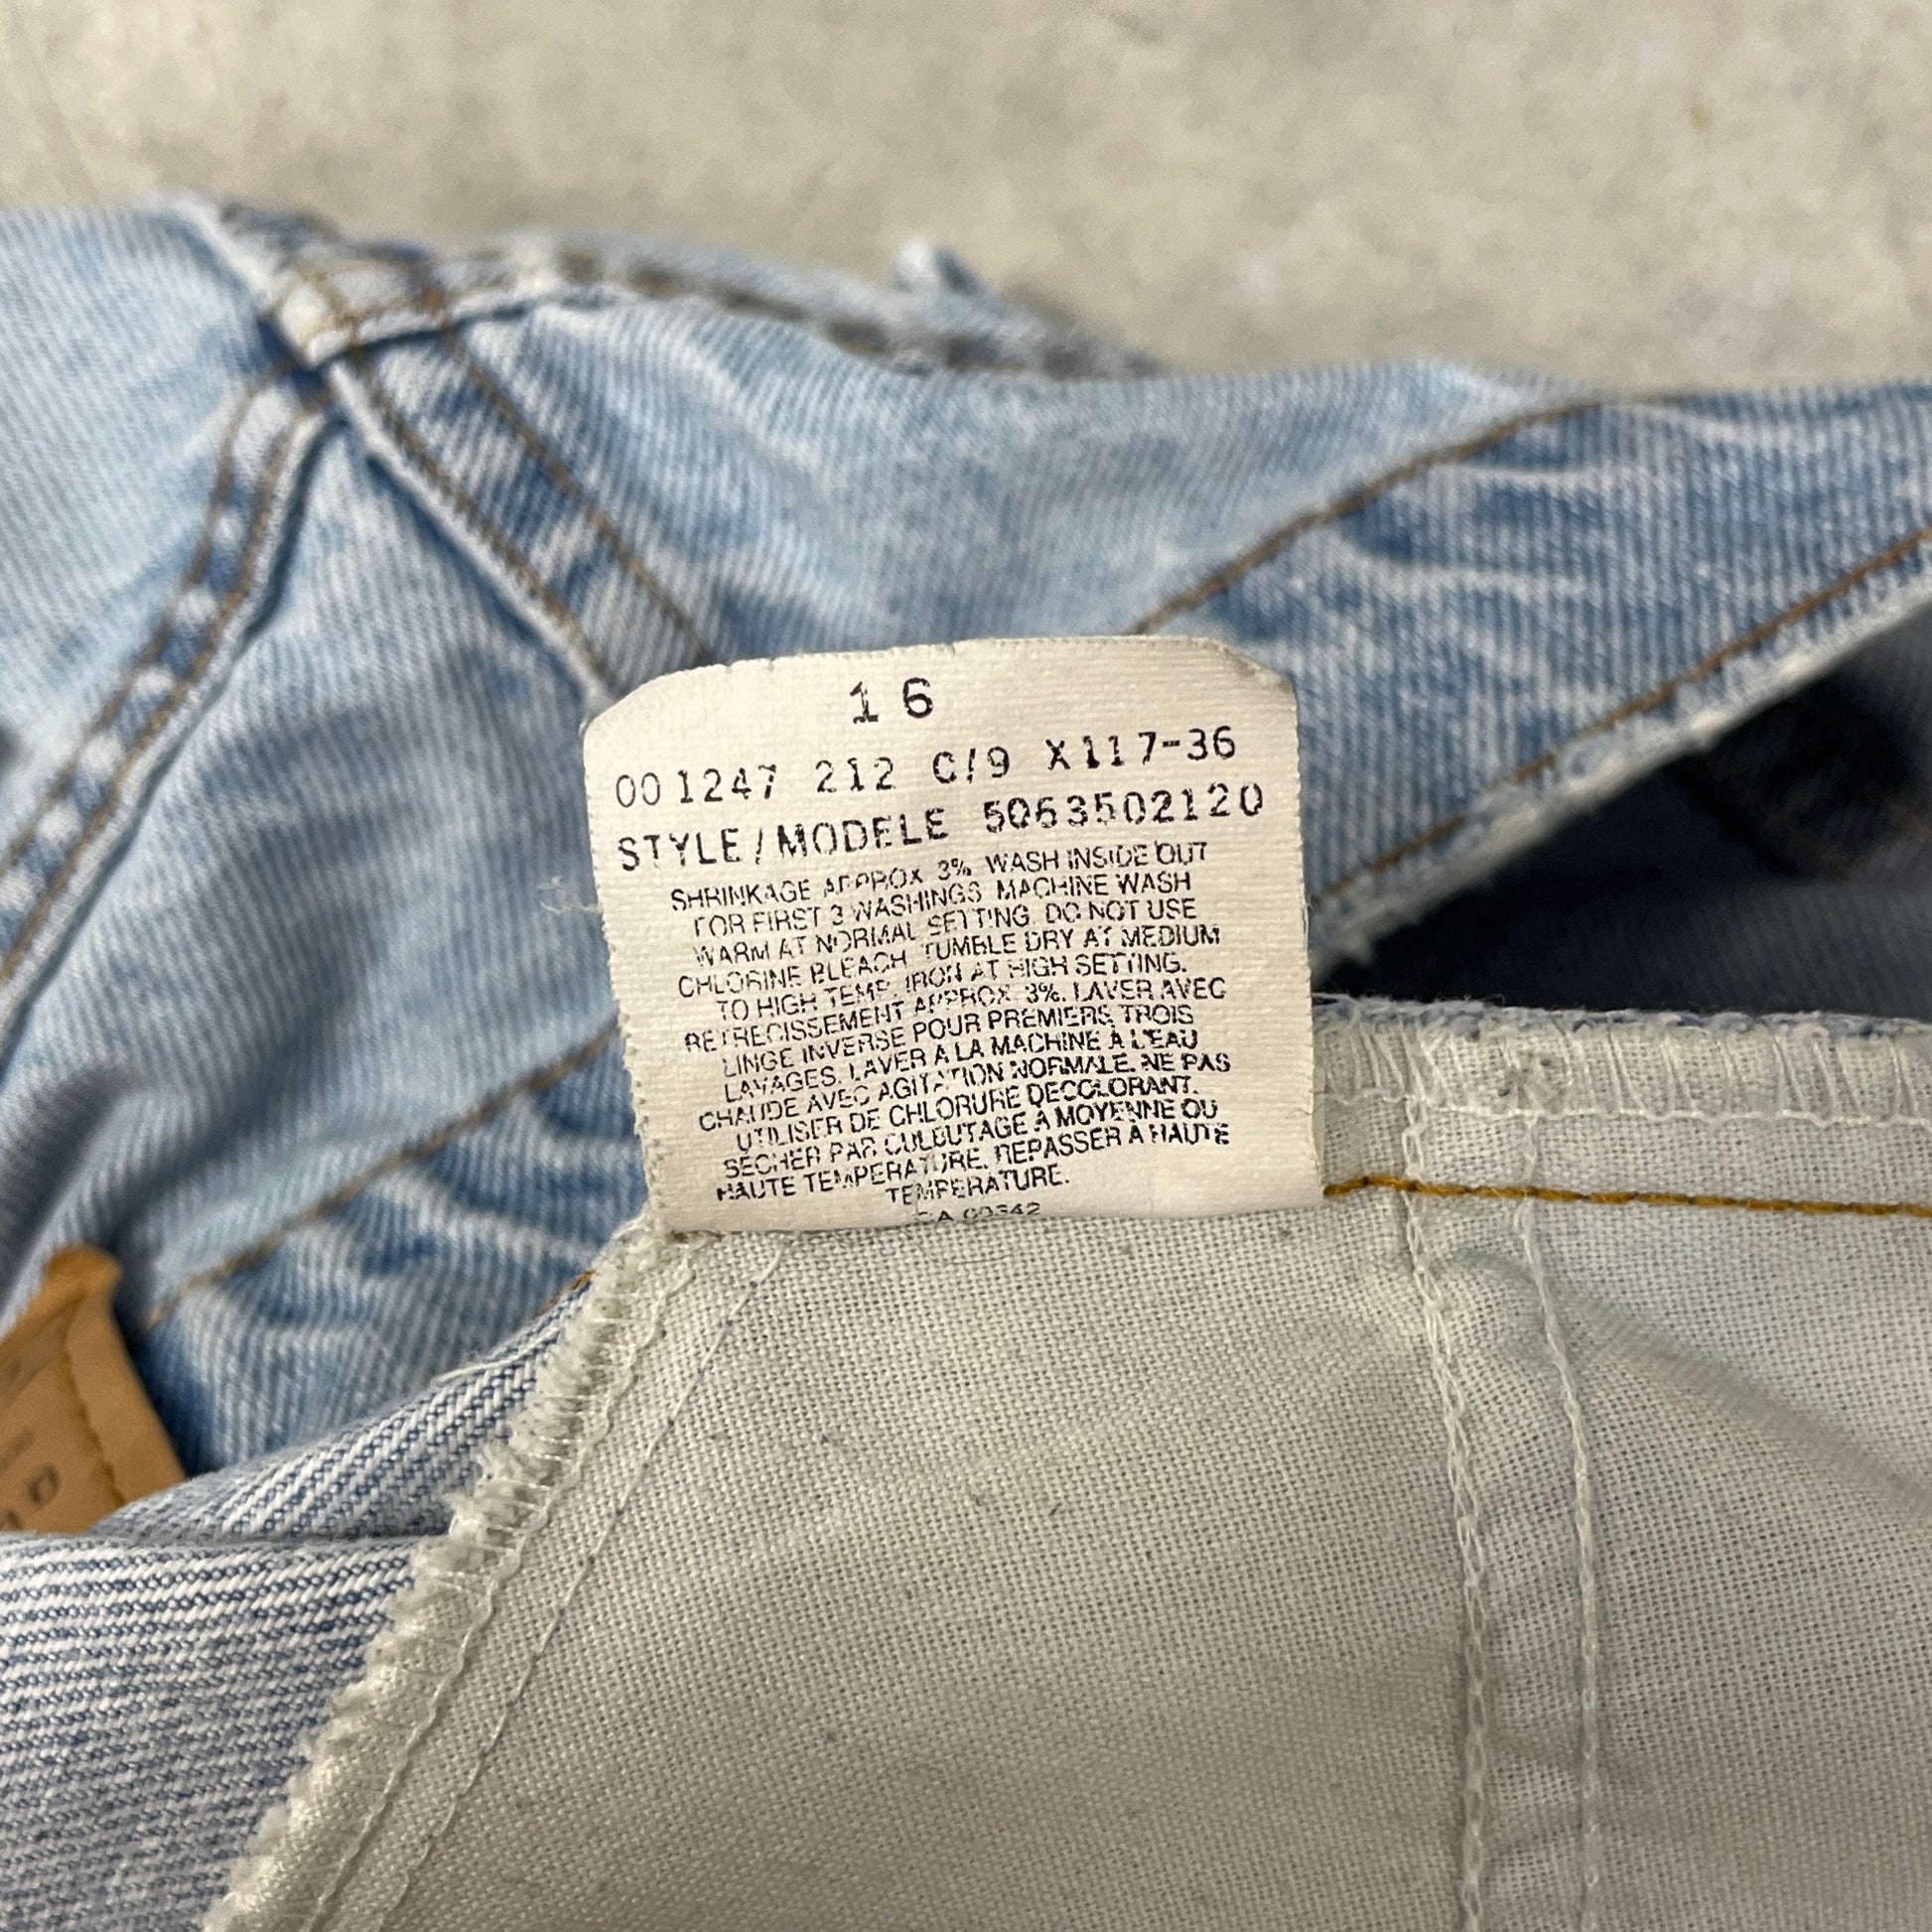 16
001247 212 C/9 X117-36
STYLE/MODELE 5063502120
SHRINKAGE APPROX 3% WASH INSIDE OUT
FOR FIRST 3 WASHINGS MACHINE WASH
WARM AT NORMAL SETTING. DO NOT USE
CHLORINE BLEACH TUMBLE DRY AT MEDIUM
TO HIGH TEMP. IRON AT HIGH SETTING.
RETRECISSEMENT APPROX 3%. LAVER AVEC
LINGE INVERSE POUR PREMIERS TROIS
LAVAGES. LAVER A LA MACHINE À L'EAU
CHAUDE AVEC AGITATION NORMALE. NE PAS
UTILISER DE CHLORURE DECOLORANT.
SECHER PAR CULBUTAGE À MOYENNE OU
HAUTE TEMPERATURE. REPASSER A HAUTE
TEMPERATURE.
CA 00342